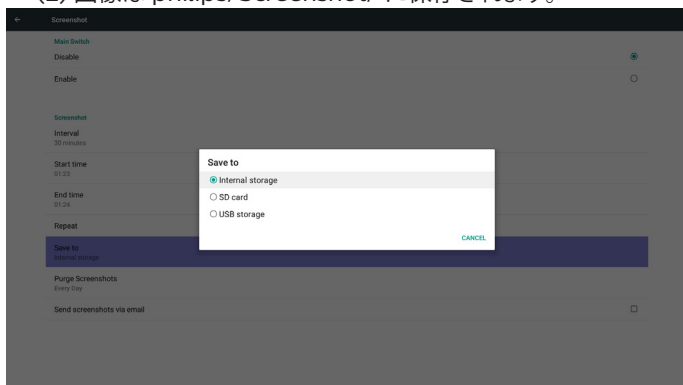 (2) 画像は philips/Screenshot/ に保存されます。
← Screenshot
Main Switch
Disable
Enable
Screenshot
Interval
30 minutes
Start time
01:23
End time
01:24
Repeat
Save to
Internal storage
Purge Screenshots
Every Day
Send screenshots via email
Save to
Internal storage
SD card
USB storage
CANCEL